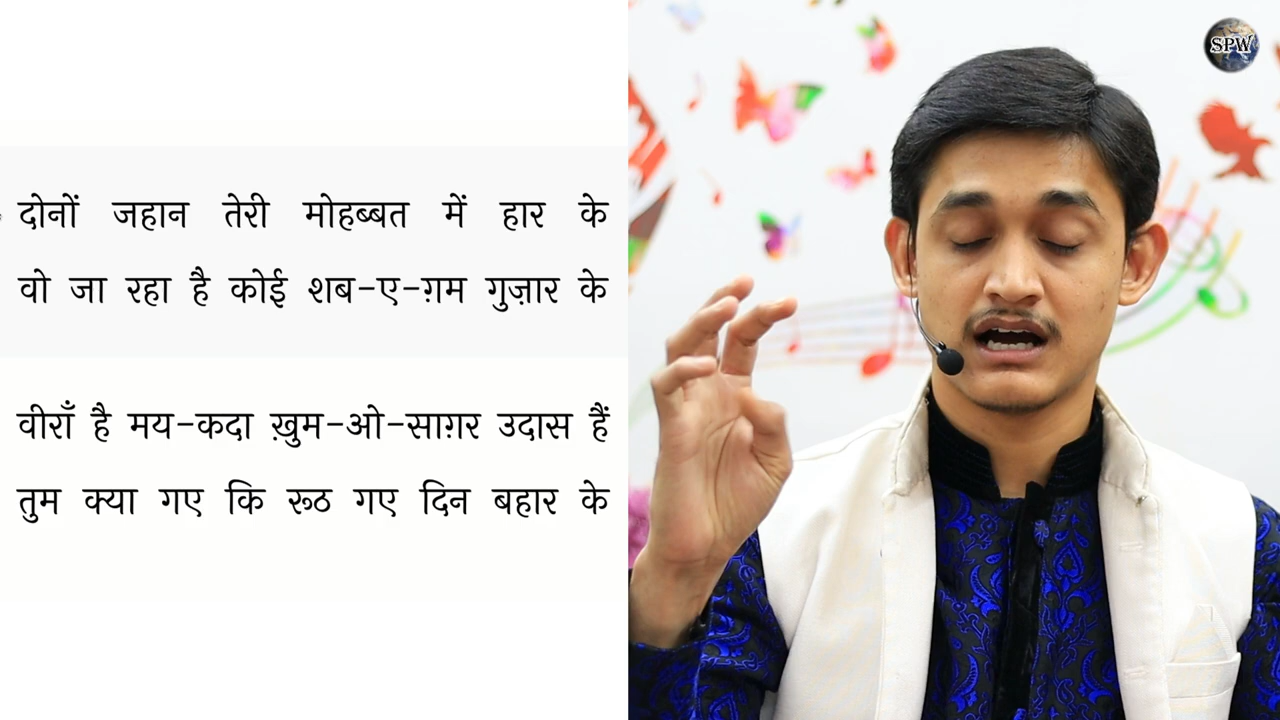 दोनों जहान तेरी मोहब्बत में हार के
वो जा रहा है कोई शब-ए-ग़म गुज़ार के
वीराँ है मय-कदा ख़ुम-ओ-साग़र उदास हैं
तुम क्या गए कि रूठ गए दिन बहार के
SPW